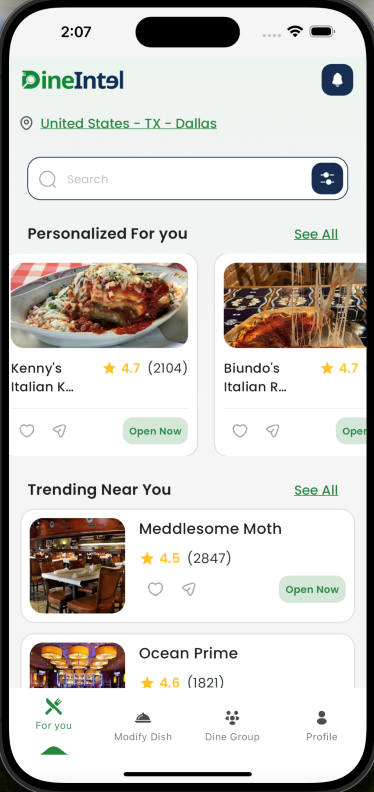 2:07
DineIntel
United States - TX - Dallas
Search
Personalized For you See All
Kenny's 4.7 (2104)
Italian K...
Open Now
Biundo's 4.7
Italian R...
Trending Near You See All
Meddlesome Moth
4.5 (2847)
Open Now
Ocean Prime
4.6 (1821)
For you
Modify Dish
Dine Group
Profile